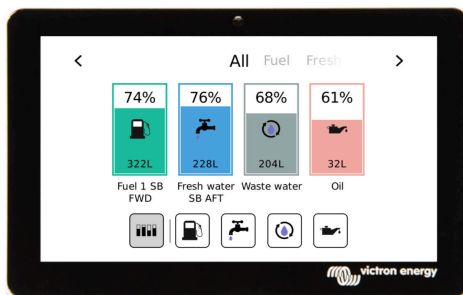 All Fuel Fresh
74% 76% 68% 61%
322L 228L 204L 32L
Fuel 1 SB Fresh water Waste water Oil
FWD SB AFT
victron energy